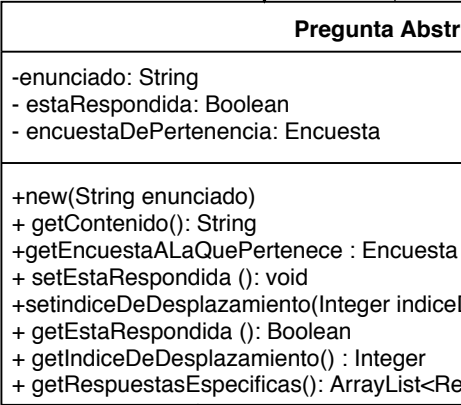 Pregunta Abstr
-enunciado: String
- estaRespondida: Boolean
- encuestaDePertenencia: Encuesta
+new(String enunciado)
+ getContenido(): String
+getEncuestaALaQuePertenece : Encuesta
+ setEstaRespondida (): void
+setindiceDeDesplazamiento(Integer indice
+ getEstaRespondida (): Boolean
+ getIndiceDeDesplazamiento() : Integer
+ getRespuestasEspecificas(): ArrayList<Re